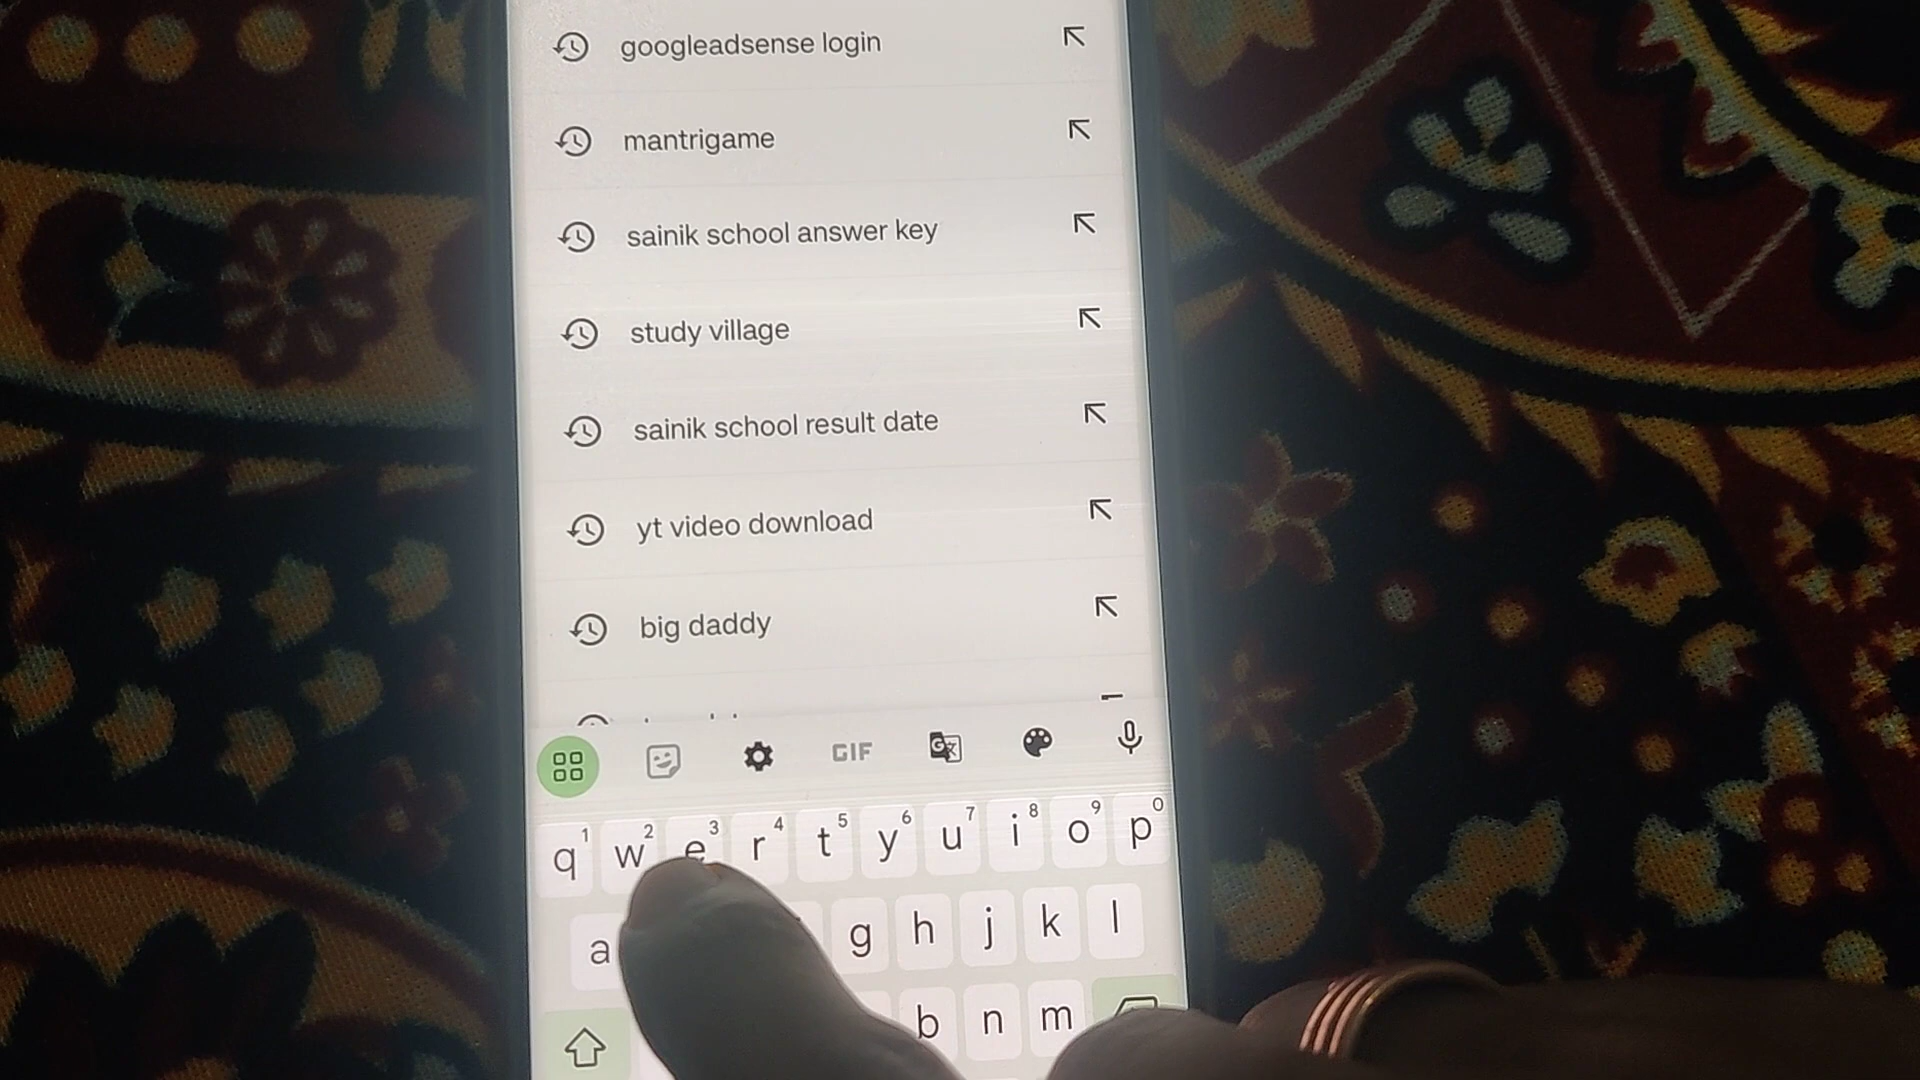 googleadsense login
mantrigame
sainik school answer key
study village
sainik school result date
yt video download
big daddy
GIF
G
q1 w2 e3 r4 t5 y6 u7 i8 o9 p0
a g h j k l
b n m